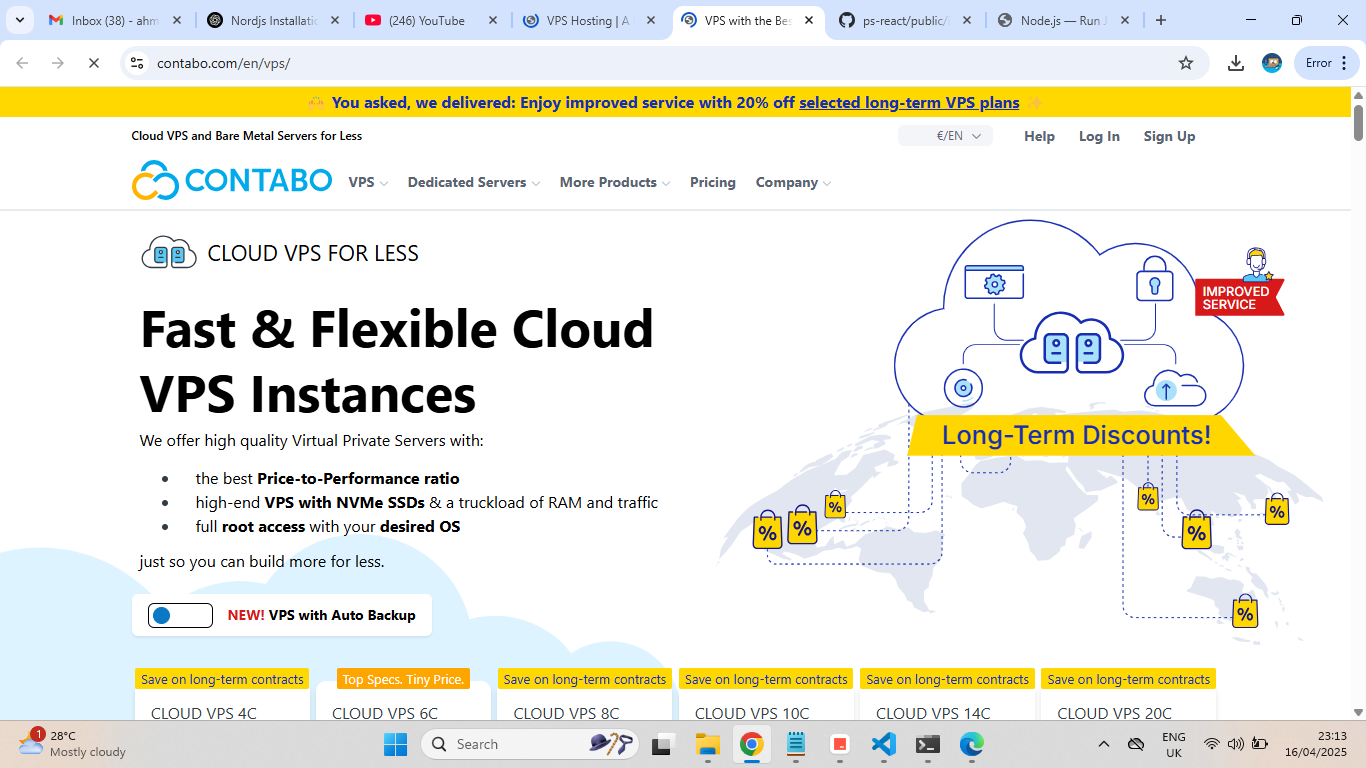 Inbox (38) - ahm
Nordjs Installatio
(246) YouTube
VPS Hosting | A
VPS with the Bes
ps-react/public/
Node.js — Run J
contabo.com/en/vps/
Error
You asked, we delivered: Enjoy improved service with 20% off selected long-term VPS plans
Cloud VPS and Bare Metal Servers for Less
€/EN
Help
Log In
Sign Up
CONTABO
VPS
Dedicated Servers
More Products
Pricing
Company
CLOUD VPS FOR LESS
Fast & Flexible Cloud
VPS Instances
We offer high quality Virtual Private Servers with:
the best Price-to-Performance ratio
high-end VPS with NVMe SSDs & a truckload of RAM and traffic
full root access with your desired OS
just so you can build more for less.
NEW! VPS with Auto Backup
IMPROVED
SERVICE
Long-Term Discounts!
%
%
%
%
%
%
%
Save on long-term contracts
Top Specs. Tiny Price.
Save on long-term contracts
Save on long-term contracts
Save on long-term contracts
Save on long-term contracts
CLOUD VPS 4C
CLOUD VPS 6C
CLOUD VPS 8C
CLOUD VPS 10C
CLOUD VPS 14C
CLOUD VPS 20C
1
28°C
Mostly cloudy
Search
ENG
UK
23:13
16/04/2025